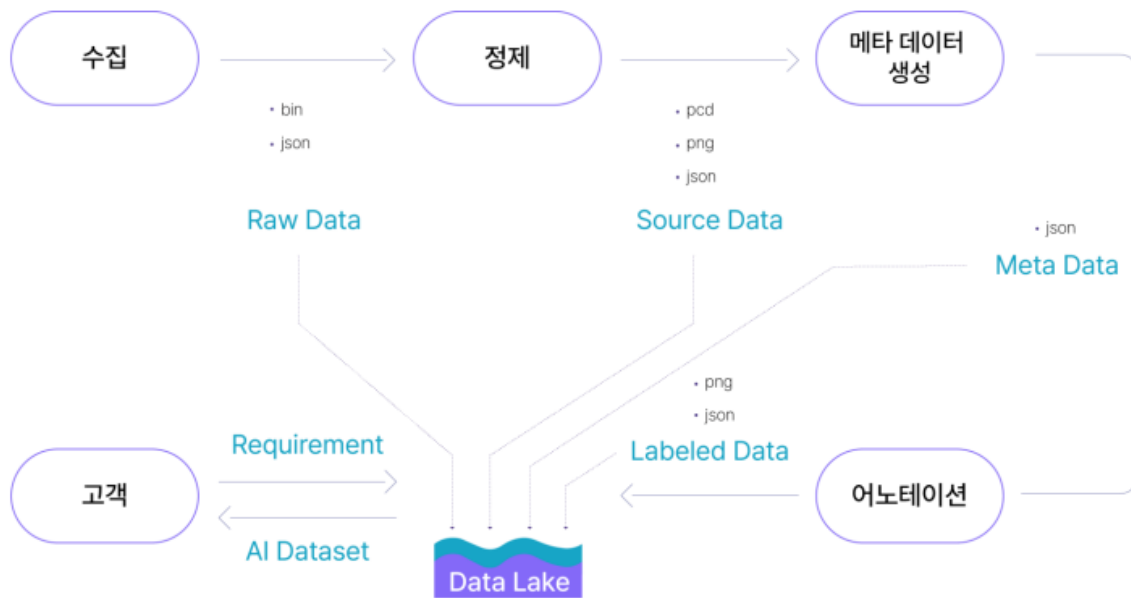 수집
정제
메타 데이터
생성
• bin
• json
Raw Data
• pcd
• png
• json
Source Data
• json
Meta Data
• png
• json
Labeled Data
Requirement
고객
AI Dataset
어노테이션
Data Lake